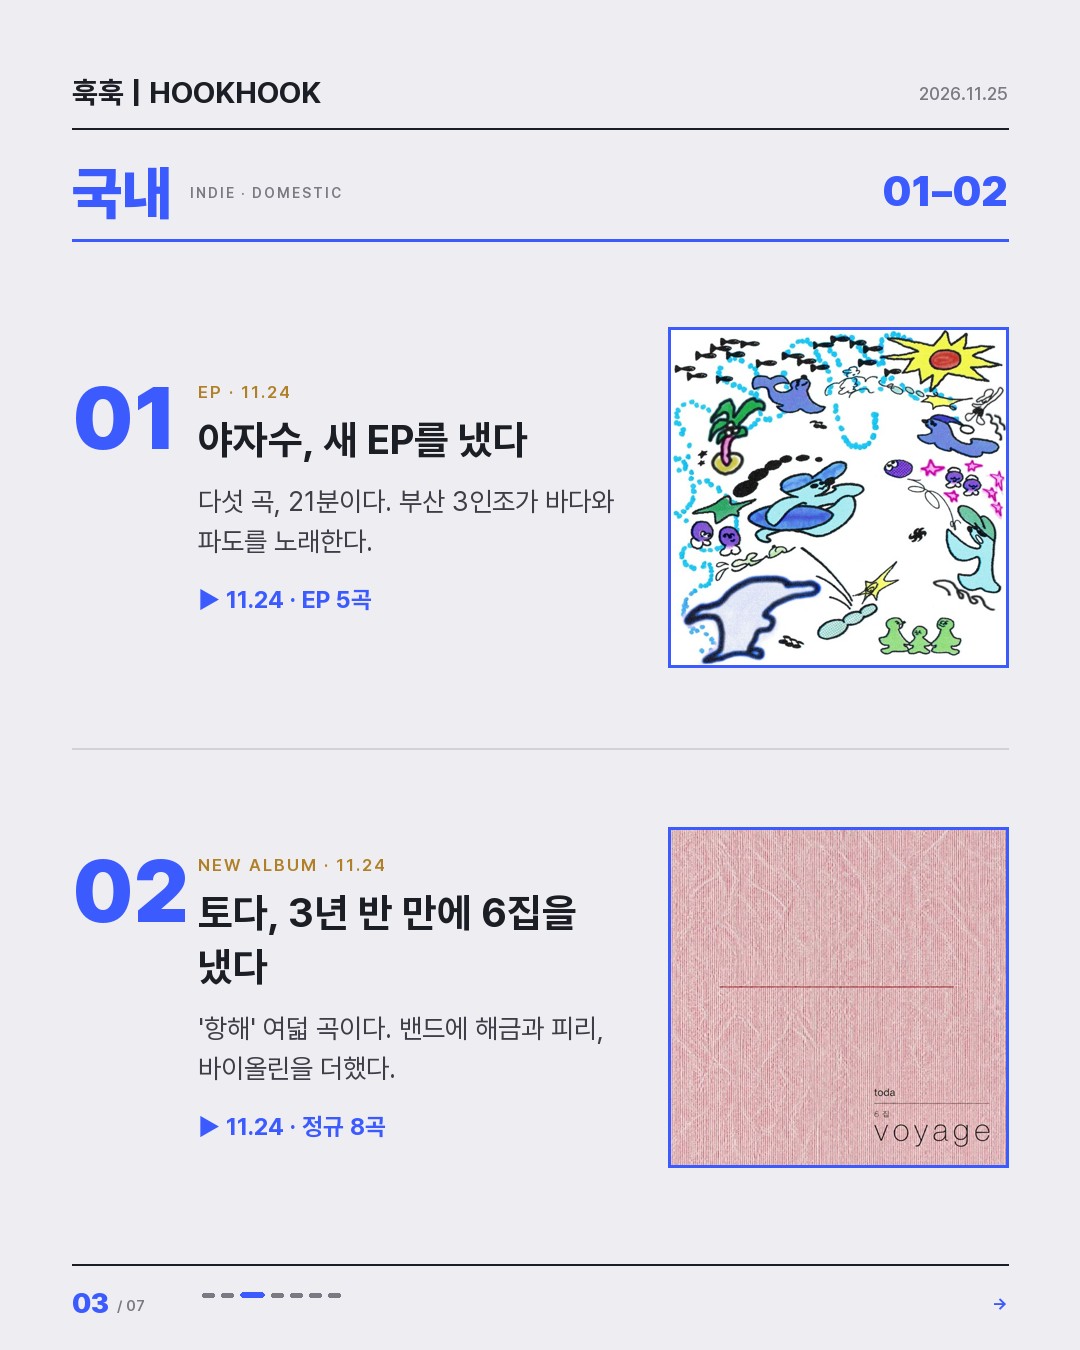 훅훅 | HOOKHOOK
2026.11.25
국내 INDIE · DOMESTIC
01–02
01
EP · 11.24
야자수, 새 EP를 냈다
다섯 곡, 21분이다. 부산 3인조가 바다와
파도를 노래한다.
▶ 11.24 · EP 5곡
02
NEW ALBUM · 11.24
토다, 3년 반 만에 6집을
냈다
'항해' 여덟 곡이다. 밴드에 해금과 피리,
바이올린을 더했다.
▶ 11.24 · 정규 8곡
toda
6 집
voyage
03 / 07
→